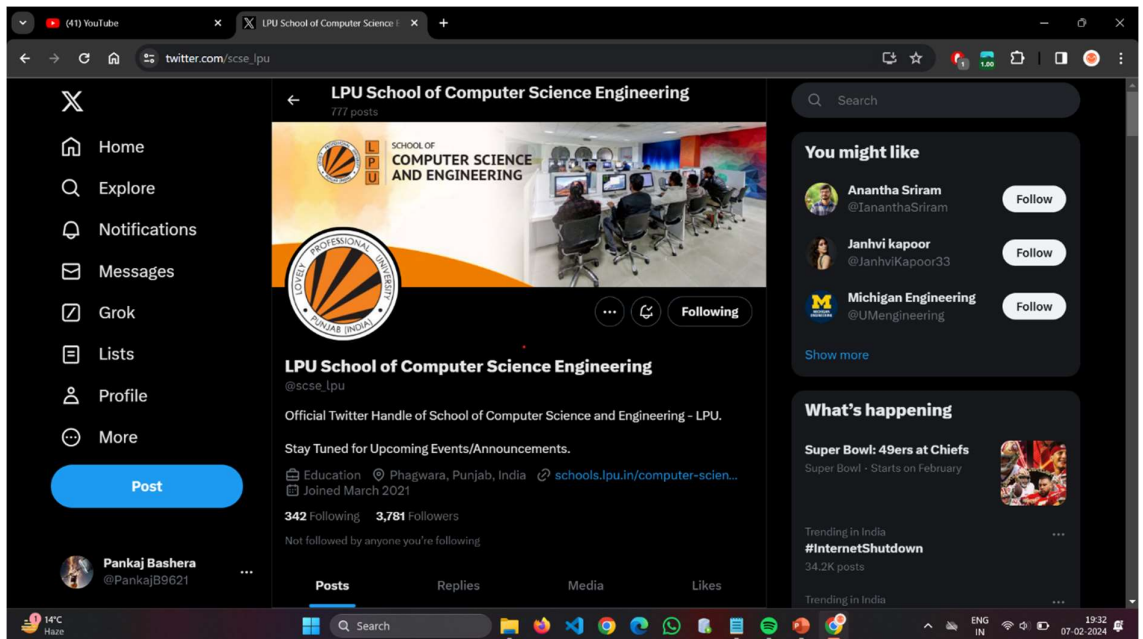 (41) YouTube
LPU School of Computer Science E
twitter.com/scse_lpu
1
1.00
X
Home
Explore
Notifications
Messages
Grok
Lists
Profile
More
Post
Pankaj Bashera
@PankajB9621
LPU School of Computer Science Engineering
777 posts
LPU
SCHOOL OF
COMPUTER SCIENCE
AND ENGINEERING
LOVELY PROFESSIONAL UNIVERSITY
PUNJAB (INDIA)
Following
LPU School of Computer Science Engineering
@scse_lpu
Official Twitter Handle of School of Computer Science and Engineering - LPU.
Stay Tuned for Upcoming Events/Announcements.
Education Phagwara, Punjab, India schools.lpu.in/computer-scien...
Joined March 2021
342 Following 3,781 Followers
Not followed by anyone you're following
Posts Replies Media Likes
Search
You might like
Anantha Sriram
@IananthaSriram
Follow
Janhvi kapoor
@JanhviKapoor33
Follow
Michigan Engineering
@UMengineering
Follow
Show more
What's happening
Super Bowl: 49ers at Chiefs
Super Bowl · Starts on February
Trending in India
#InternetShutdown
34.2K posts
Trending in India
1
14°C
Haze
Search
ENG
IN
19:32
07-02-2024